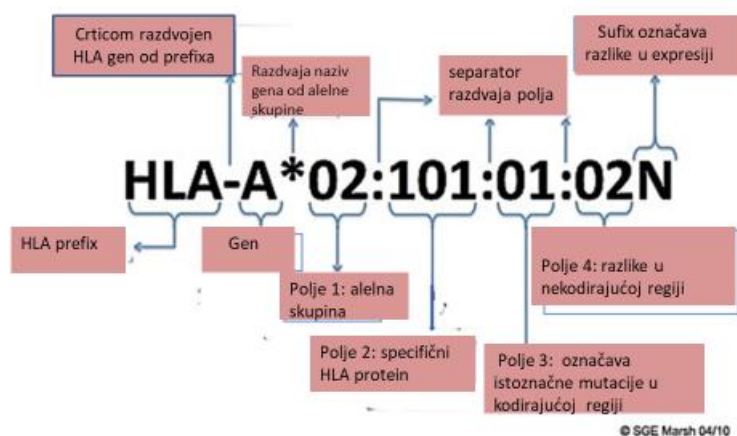 Crticom razdvojen
HLA gen od prefixa
Razdvaja naziv
gena od alelne
skupine
separator
razdvaja polja
Sufix označava
razlike u expresiji
HLA-A*02:101:01:02N
HLA prefix
Gen
Polje 1: alelna
skupina
Polje 2: specifični
HLA protein
Polje 3: označava
istoznačne mutacije u
kodirajućoj regiji
Polje 4: razlike u
nekodirajućoj regiji
© SGE Marsh 04/10